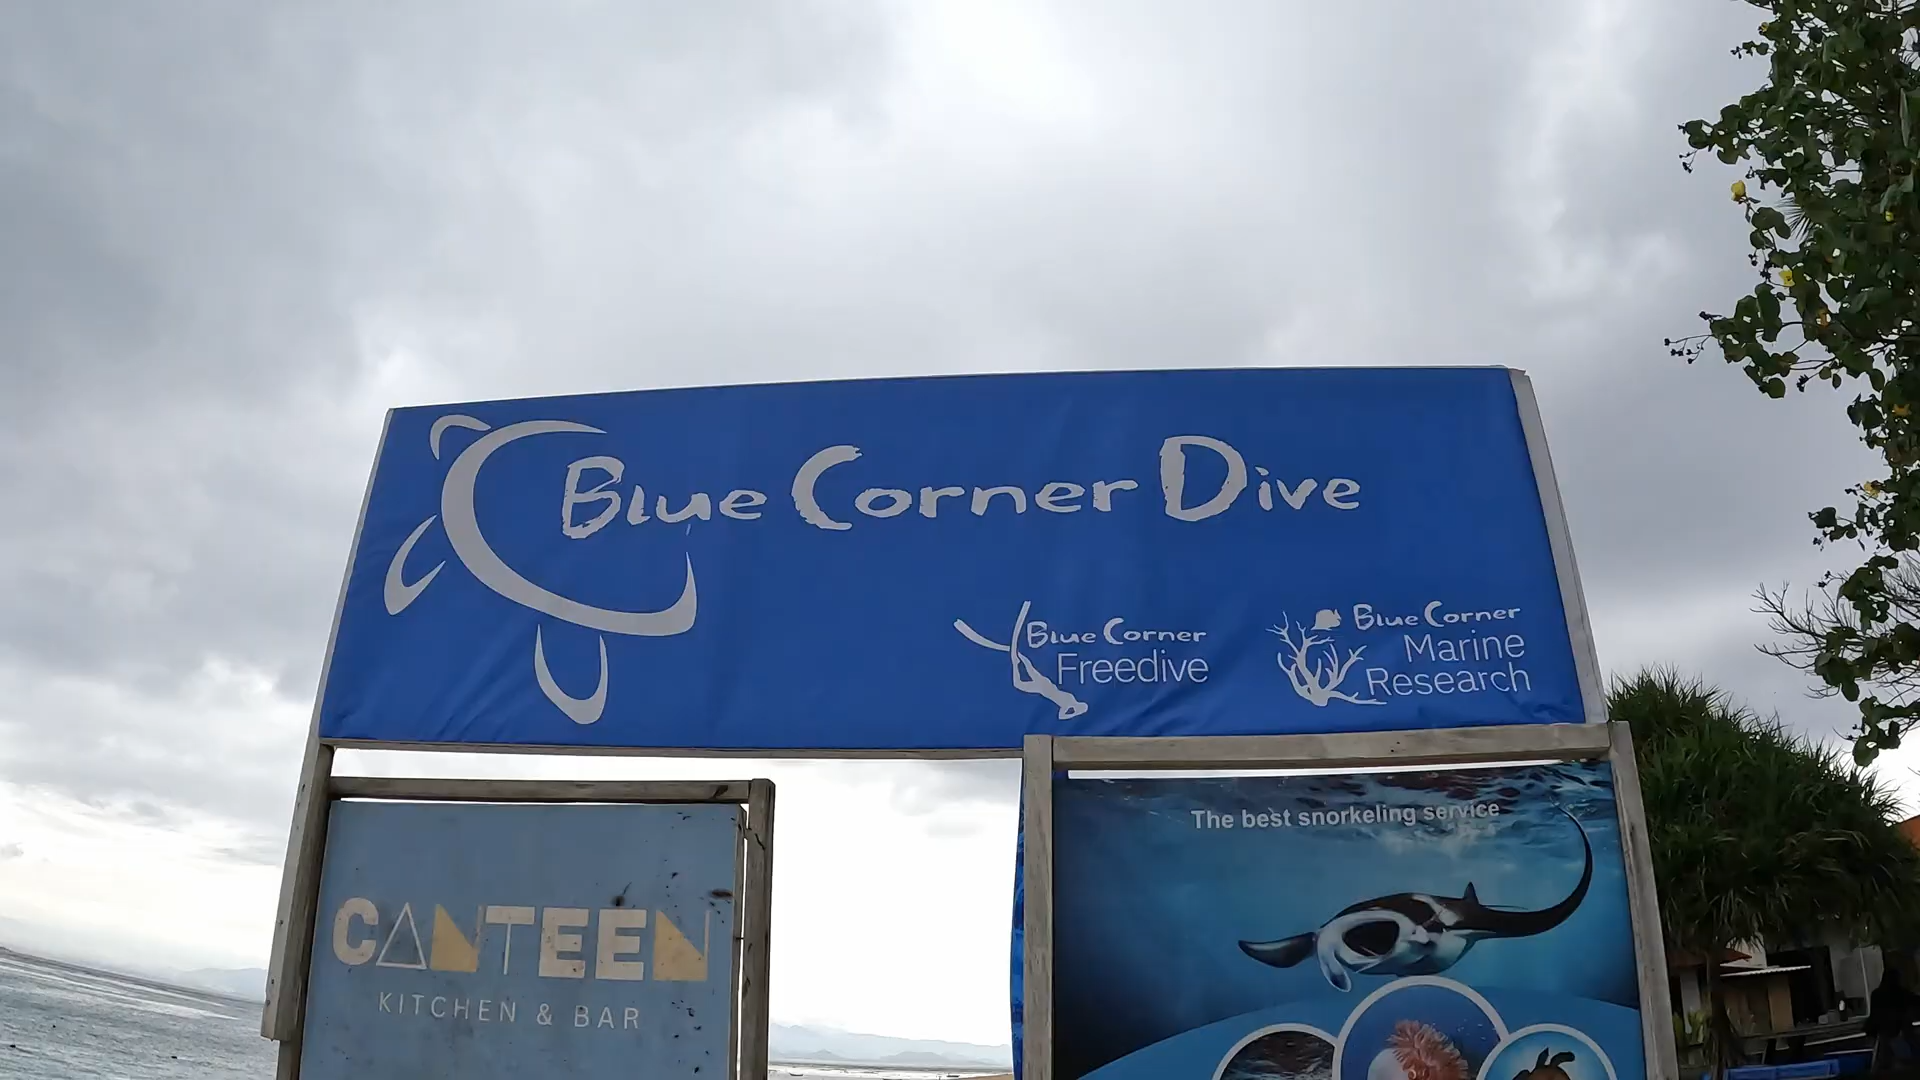 Blue Corner Dive
Blue Corner
Freedive
Blue Corner
Marine
Research
CANTEEN
KITCHEN & BAR
The best snorkeling service